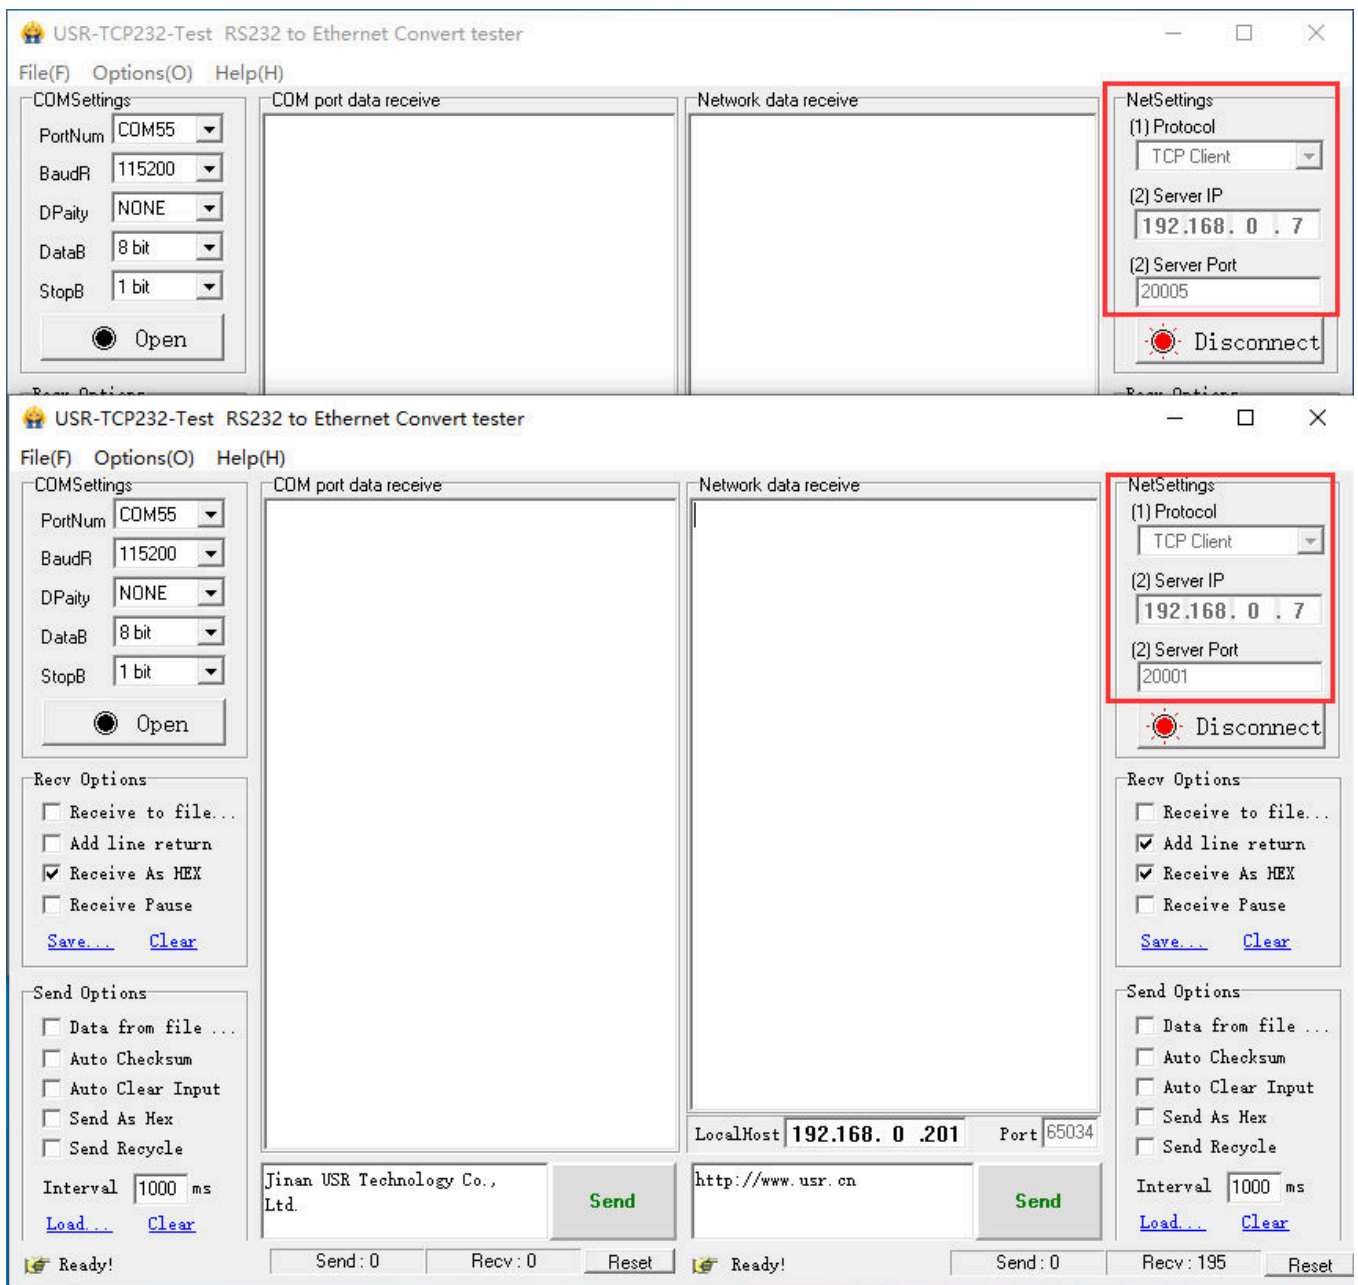 USR-TCP232-Test RS232 to Ethernet Convert tester
File(F) Options(O) Help(H)
COMSettings
PortNum COM55
BaudR 115200
DPaity NONE
DataB 8 bit
StopB 1 bit
Open
COM port data receive
Network data receive
NetSettings
(1) Protocol
TCP Client
(2) Server IP
192.168. 0 . 7
(2) Server Port
20005
Disconnect
Recv Options
Recv Options
USR-TCP232-Test RS232 to Ethernet Convert tester
File(F) Options(O) Help(H)
COMSettings
PortNum COM55
BaudR 115200
DPaity NONE
DataB 8 bit
StopB 1 bit
Open
Recv Options
Receive to file...
Add line return
Receive As HEX
Receive Pause
Save... Clear
Send Options
Data from file ...
Auto Checksum
Auto Clear Input
Send As Hex
Send Recycle
Interval 1000 ms
Load... Clear
Ready!
COM port data receive
Jinan USR Technology Co.,
Ltd.
Send
Send : 0 Recv : 0 Reset
Network data receive
LocalHost 192.168. 0 .201 Port 65034
http://www.usr.cn
Send
Ready! Send : 0 Recv : 195 Reset
NetSettings
(1) Protocol
TCP Client
(2) Server IP
192.168. 0 . 7
(2) Server Port
20001
Disconnect
Recv Options
Receive to file...
Add line return
Receive As HEX
Receive Pause
Save... Clear
Send Options
Data from file ...
Auto Checksum
Auto Clear Input
Send As Hex
Send Recycle
Interval 1000 ms
Load... Clear